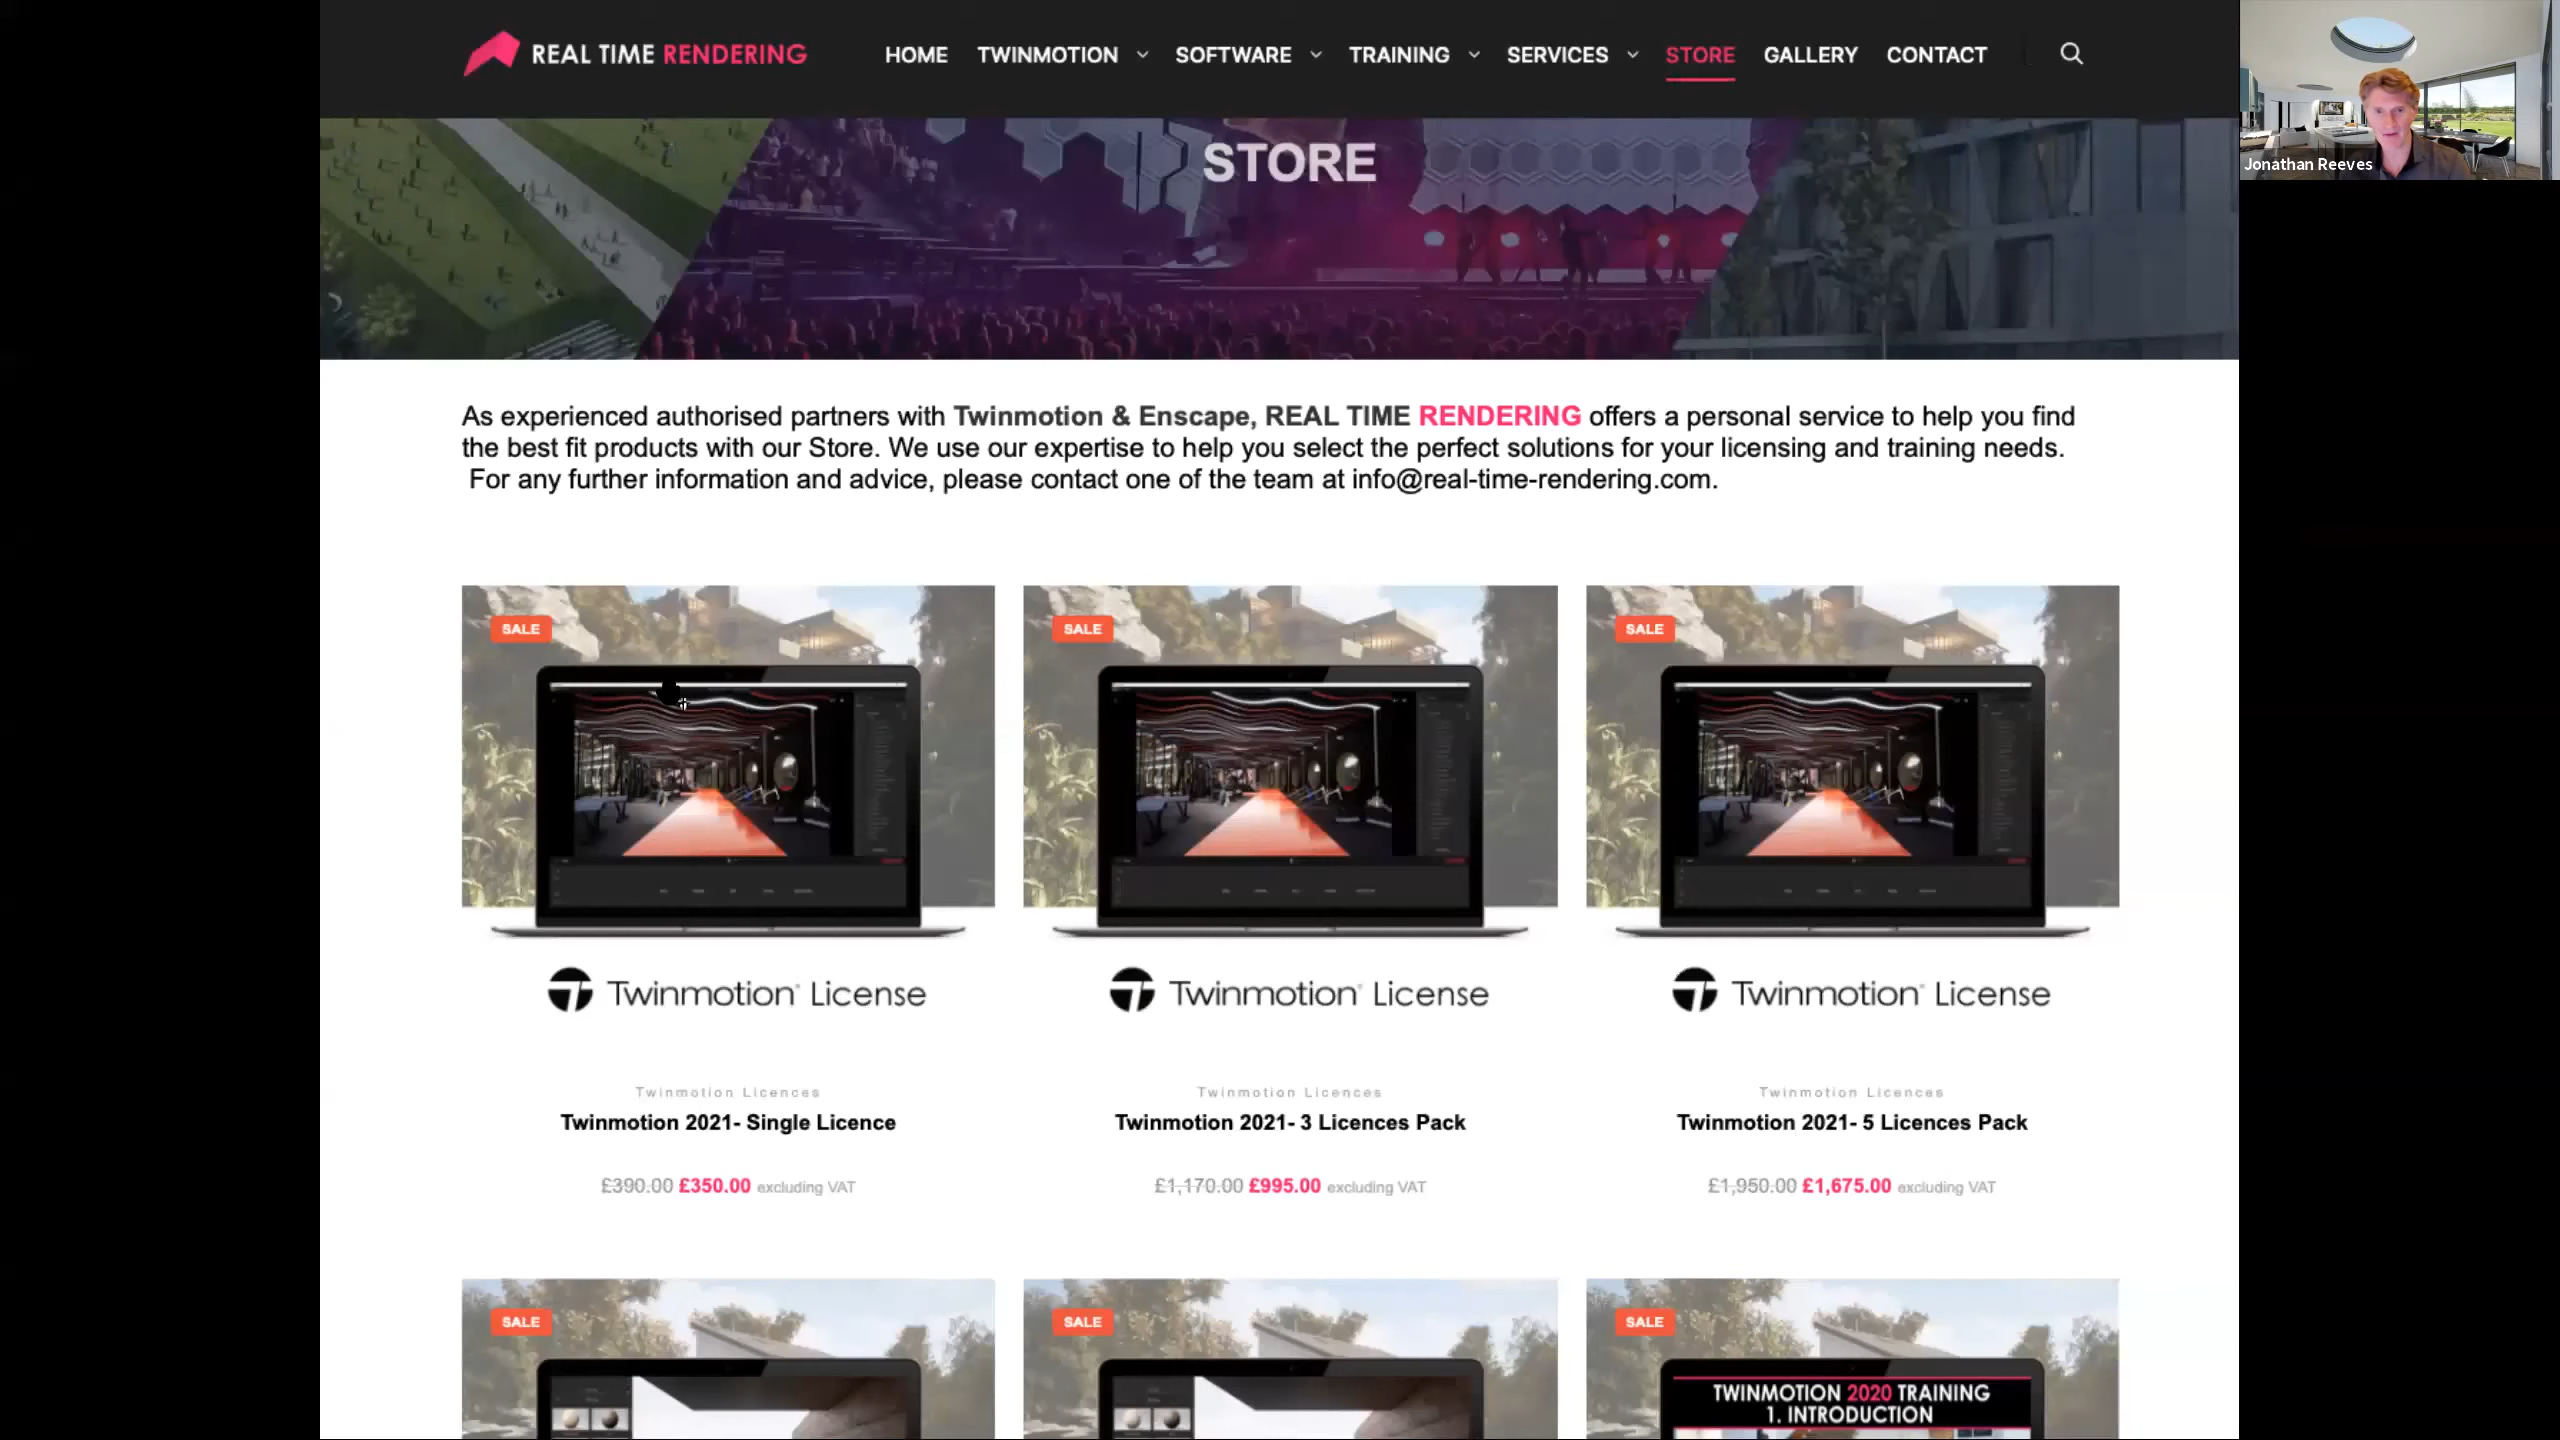 REAL TIME RENDERING
HOME TWINMOTION SOFTWARE TRAINING SERVICES STORE GALLERY CONTACT
Jonathan Reeves
STORE
As experienced authorised partners with Twinmotion & Enscape, REAL TIME RENDERING offers a personal service to help you find
the best fit products with our Store. We use our expertise to help you select the perfect solutions for your licensing and training needs.
For any further information and advice, please contact one of the team at info@real-time-rendering.com.
SALE SALE SALE
Twinmotion License Twinmotion License Twinmotion License
Twinmotion Licences Twinmotion Licences Twinmotion Licences
Twinmotion 2021- Single Licence Twinmotion 2021- 3 Licences Pack Twinmotion 2021- 5 Licences Pack
£390.00 £350.00 excluding VAT £1,170.00 £995.00 excluding VAT £1,950.00 £1,675.00 excluding VAT
SALE SALE SALE
TWINMOTION 2020 TRAINING
1. INTRODUCTION